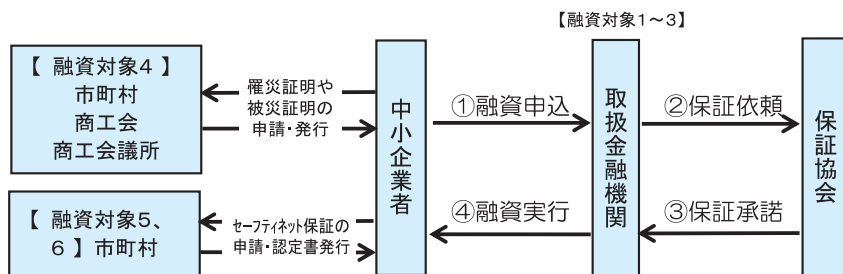 【融資対象1～3】
【 融資対象4 】
市町村
商工会
商工会議所
罹災証明や
被災証明の
申請・発行
【 融資対象5、
6 】市町村
セーフティネット保証の
申請・認定書発行
中小企業者
①融資申込
④融資実行
取扱金融機関
②保証依頼
③保証承諾
保証協会